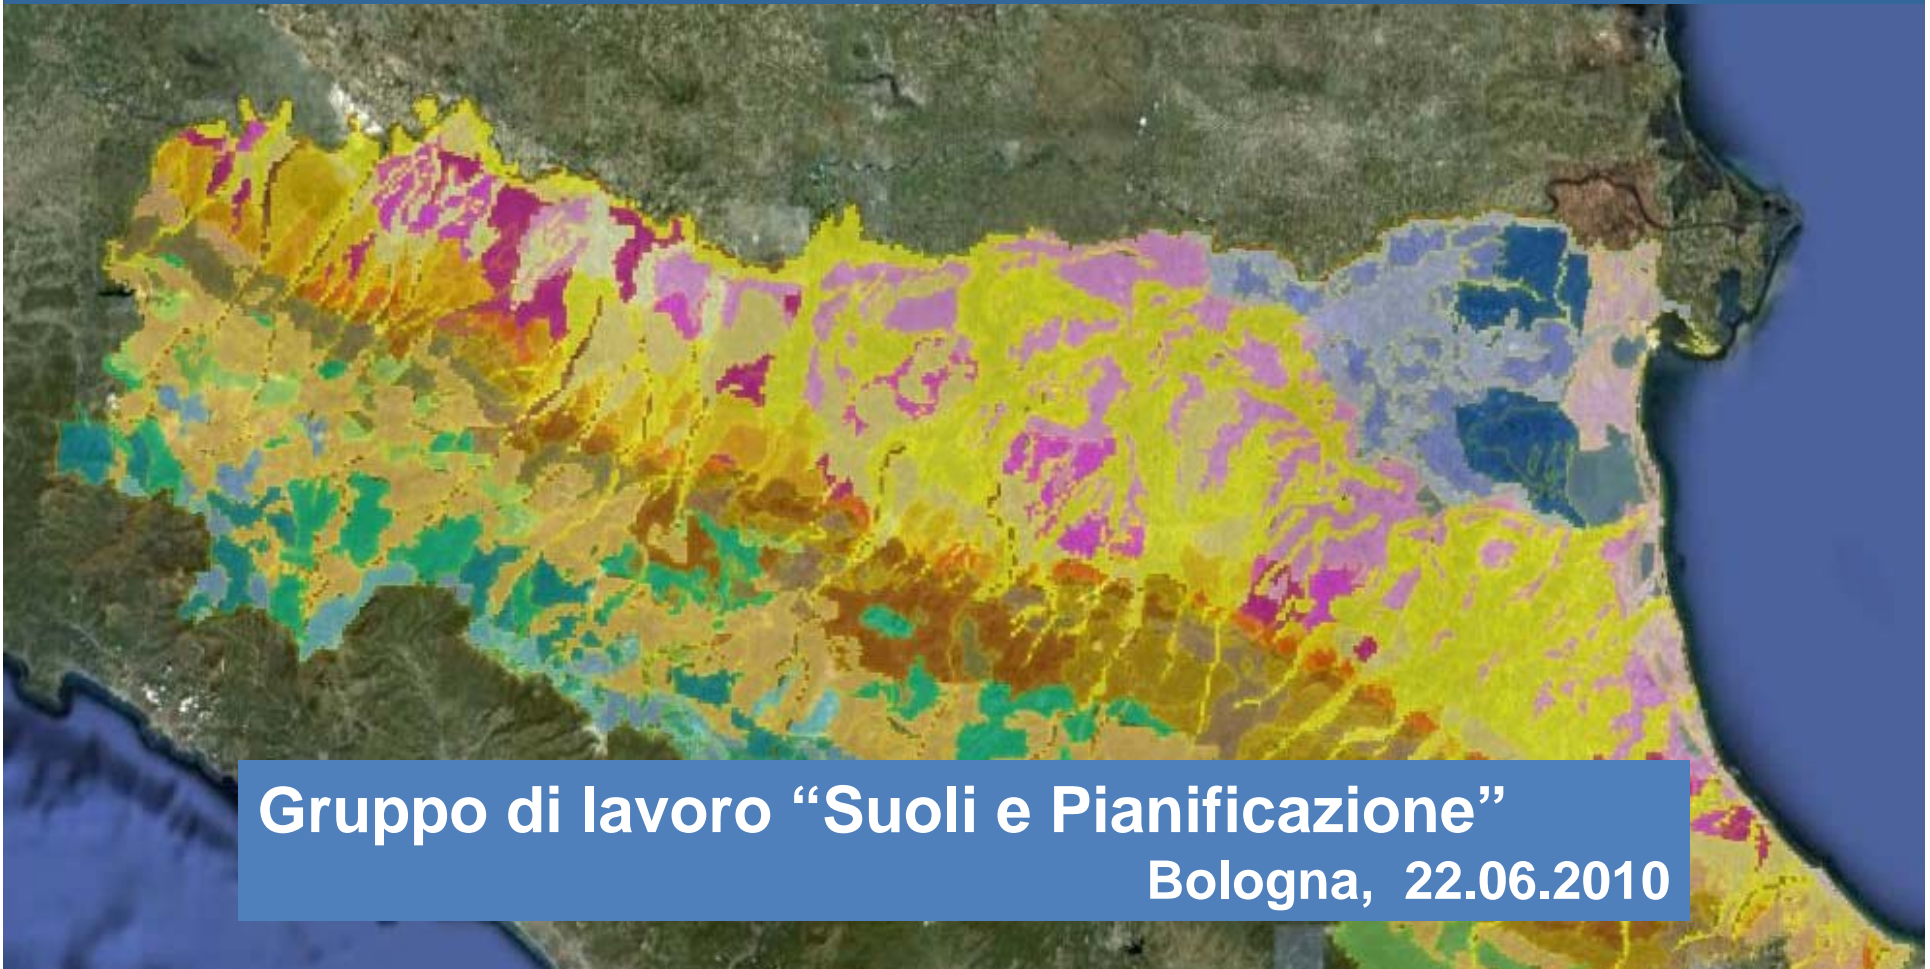 Gruppo di lavoro “Suoli e Pianificazione”
Bologna, 22.06.2010